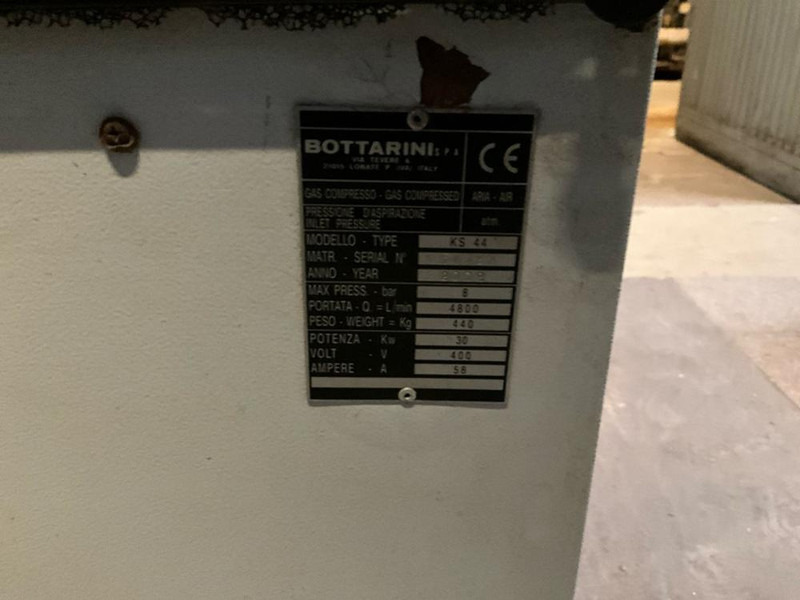 BOTTARINI S P A
CE
VIA TEVERE
21015 LONATE P. (VA) ITALY
GAS COMPRESSO - GAS COMPRESSED ARIA - AIR
PRESSIONE D'ASPIRAZIONE
INLET PRESSURE atm.
MODELLO - TYPE KS 44
MATR. - SERIAL N°
ANNO - YEAR
MAX PRESS. - bar 8
PORTATA - Q. = L/min 4800
PESO - WEIGHT = Kg 440
POTENZA - Kw 30
VOLT - V 400
AMPERE - A 58